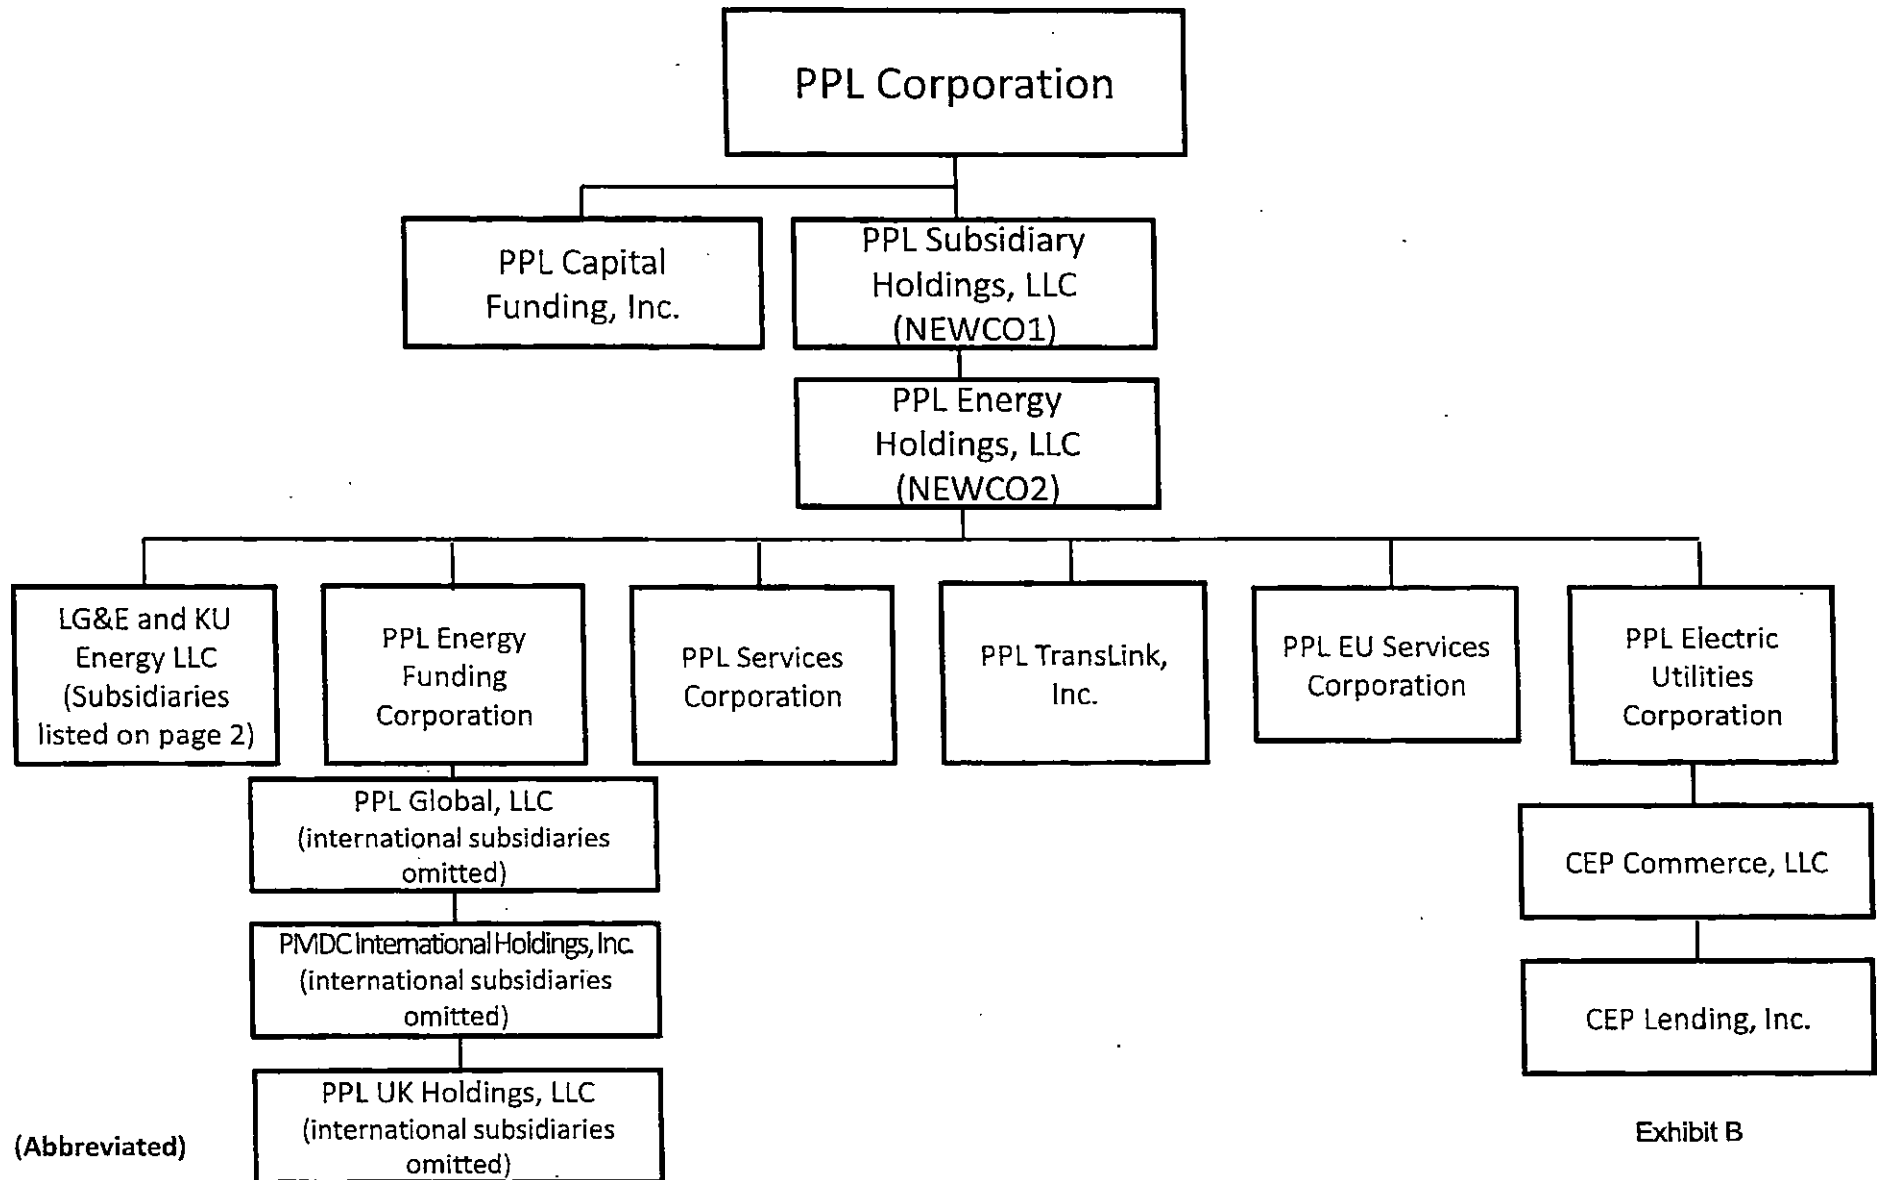 PPL Corporation
PPL Capital
Funding, Inc.
PPL Subsidiary
Holdings, LLC
(NEWCO1)
PPL Energy
Holdings, LLC
(NEWCO2)
LG&E and KU
Energy LLC
(Subsidiaries
listed on page 2)
PPL Energy
Funding
Corporation
PPL Services
Corporation
PPL TransLink,
Inc.
PPL EU Services
Corporation
PPL Electric
Utilities
Corporation
PPL Global, LLC
(international subsidiaries
omitted)
CEP Commerce, LLC
PMDC International Holdings, Inc.
(international subsidiaries
omitted)
CEP Lending, Inc.
PPL UK Holdings, LLC
(international subsidiaries
omitted)
(Abbreviated)
Exhibit B